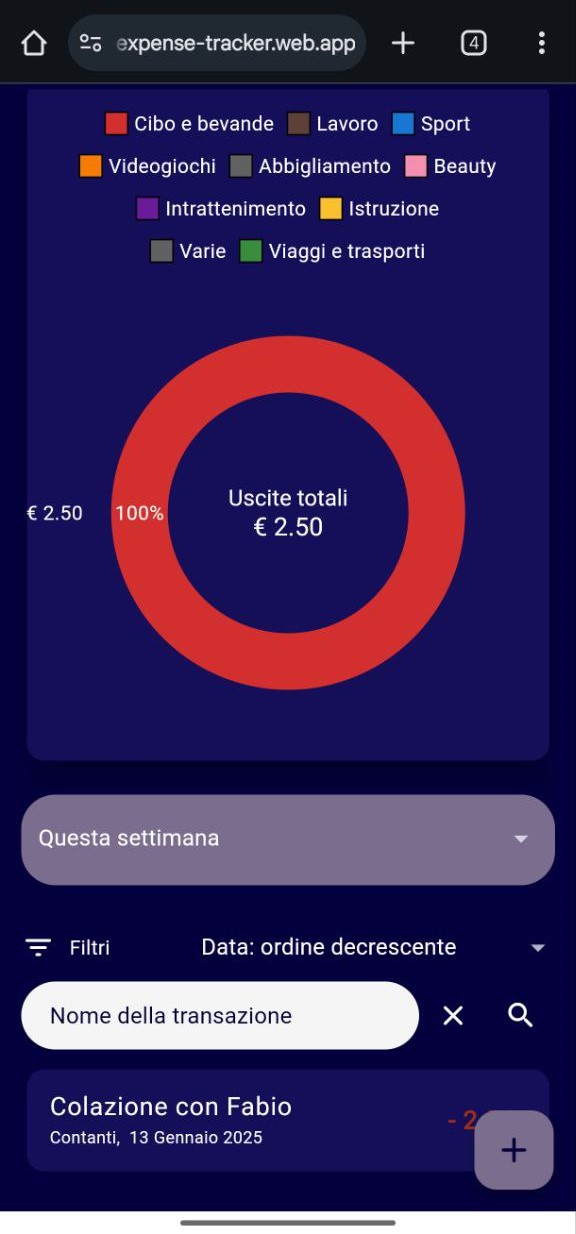 expense-tracker.web.app
4
Cibo e bevande Lavoro Sport
Videogiochi Abbigliamento Beauty
Intrattenimento Istruzione
Varie Viaggi e trasporti
Uscite totali
€ 2.50 100% € 2.50
Questa settimana
Filtri Data: ordine decrescente
Nome della transazione
Colazione con Fabio
- 2
Contanti, 13 Gennaio 2025